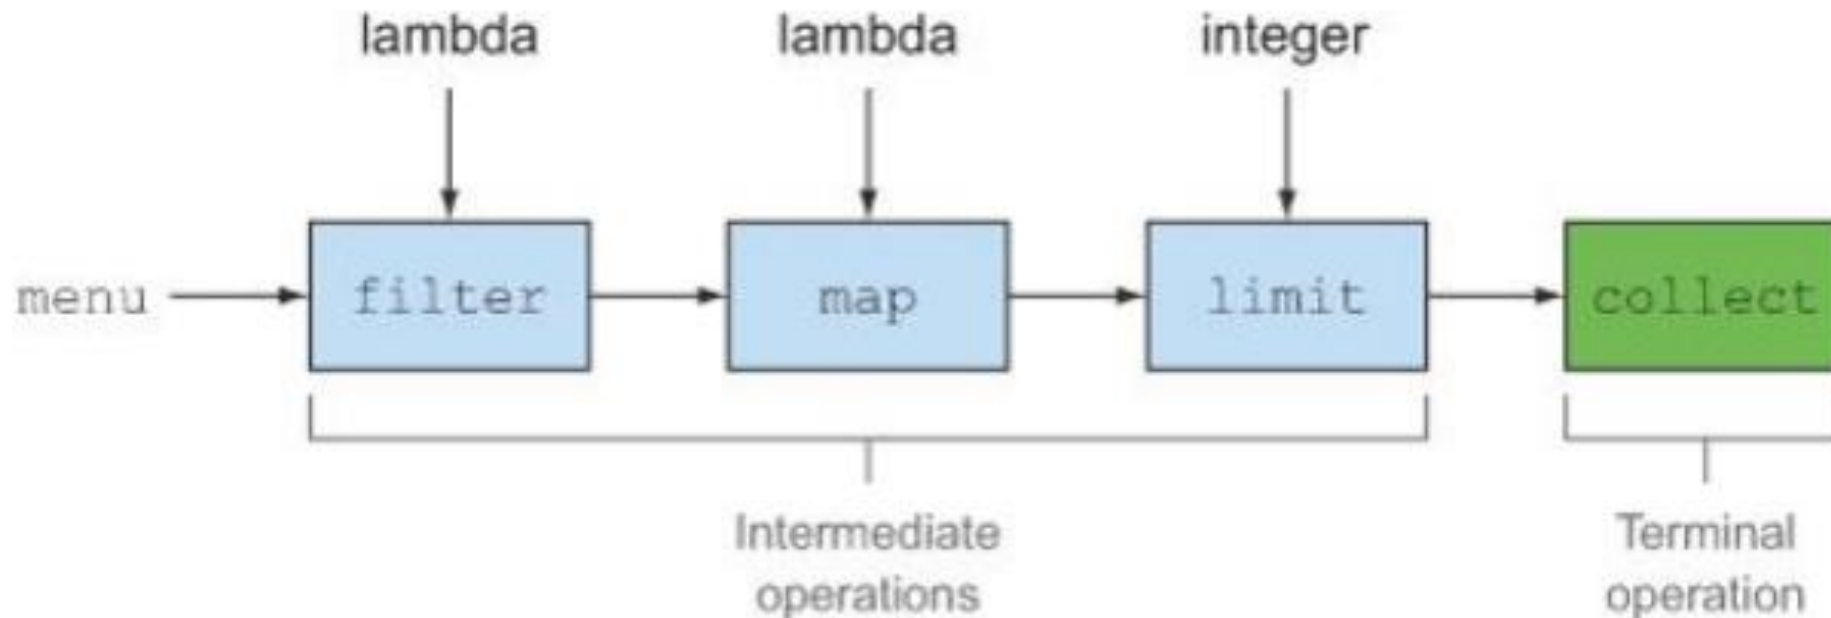 lambda lambda integer
menu filter map limit collect
Intermediate Terminal
operations operation